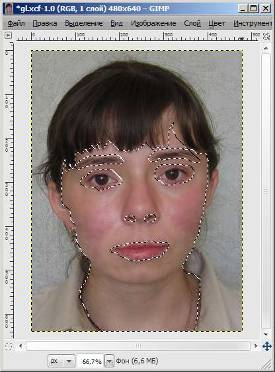 *gl.xcf-1.0 (RGB, 1 слой) 480x640 – GIMP
Файл Правка Выделение Вид Изображение Слой Цвет Инструмент
px 66,7% Фон (6,6 МБ)